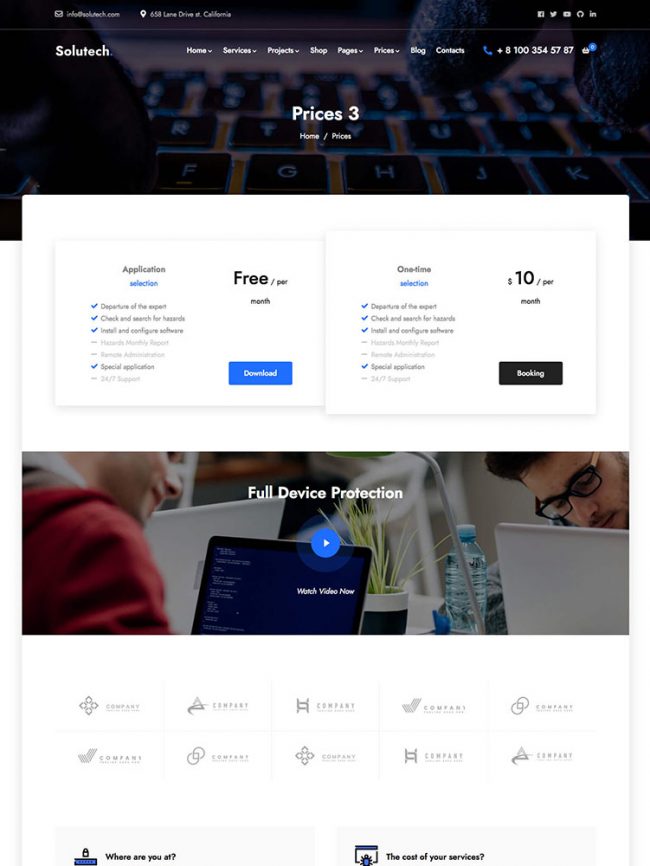 info@solutech.com 658 Lane Drive st. California
Solutech. Home Services Projects Shop Pages Prices Blog Contacts + 8 100 354 57 87 0
Prices 3
Home / Prices
Application
selection
Free / per
month
Departure of the expert
Check and search for hazards
Install and configure software
Hazards Monthly Report
Remote Administration
Special application
24/7 Support
Download
One-time
selection
$ 10 / per
month
Departure of the expert
Check and search for hazards
Install and configure software
Hazards Monthly Report
Remote Administration
Special application
24/7 Support
Booking
Full Device Protection
Watch Video Now
COMPANY COMPANY COMPANY COMPANY COMPANY
COMPANY COMPANY COMPANY COMPANY COMPANY
Where are you at? The cost of your services?